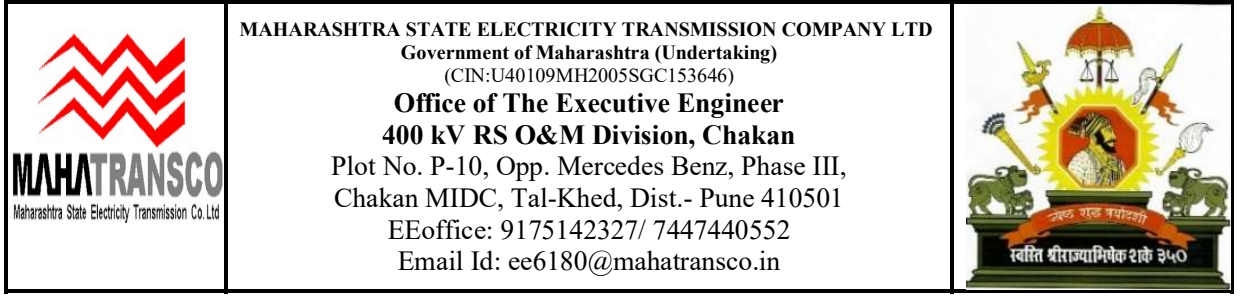 MAHATRANSCO
Maharashtra State Electricity Transmission Co. Ltd
MAHARASHTRA STATE ELECTRICITY TRANSMISSION COMPANY LTD
Government of Maharashtra (Undertaking)
(CIN:U40109MH2005SGC153646)
Office of The Executive Engineer
400 kV RS O&M Division, Chakan
Plot No. P-10, Opp. Mercedes Benz, Phase III,
Chakan MIDC, Tal-Khed, Dist.- Pune 410501
EEoffice: 9175142327/ 7447440552
Email Id: ee6180@mahatransco.in
ज्येष्ठ शुद्ध त्रयोदशी
स्वस्ति श्रीराज्याभिषेक शके ३५०